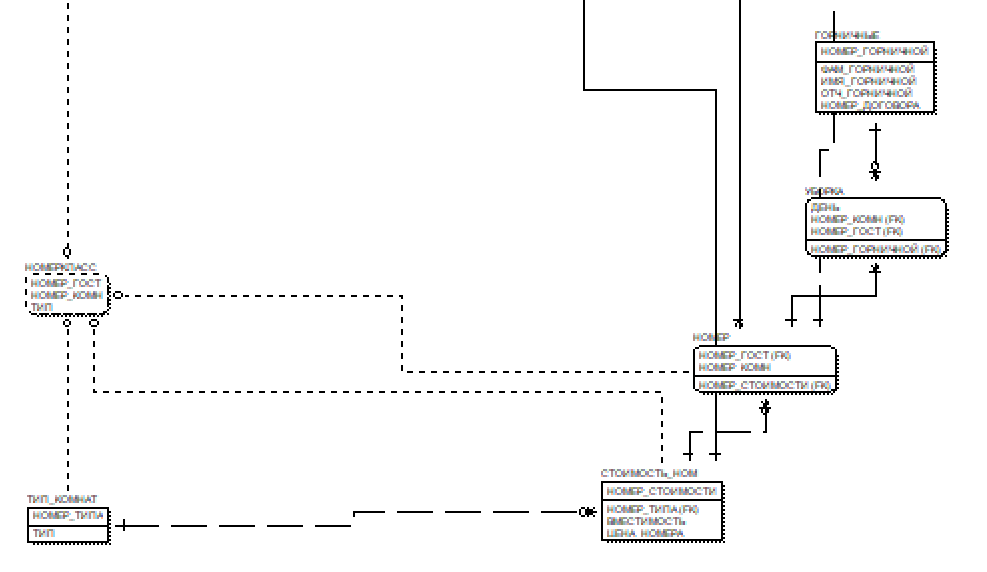 ГОРНИЧНЫЕ
НОМЕР_ГОРНИЧНОЙ
ФАМ_ГОРНИЧНОЙ
ИМЯ_ГОРНИЧНОЙ
ОТЧ_ГОРНИЧНОЙ
НОМЕР_ДОГОВОРА
УБОРКА
ДЕНЬ
НОМЕР_КОМН (FK)
НОМЕР_ГОСТ (FK)
НОМЕР_ГОРНИЧНОЙ (FK)
НОМЕРКЛАСС
НОМЕР_ГОСТ
НОМЕР_КОМН
ТИП
НОМЕР
НОМЕР_ГОСТ (FK)
НОМЕР_КОМН
НОМЕР_СТОИМОСТИ (FK)
СТОИМОСТЬ_НОМ
НОМЕР_СТОИМОСТИ
НОМЕР_ТИПА (FK)
ВМЕСТИМОСТЬ
ЦЕНА_НОМЕРА
ТИП_КОМНАТ
НОМЕР_ТИПА
ТИП